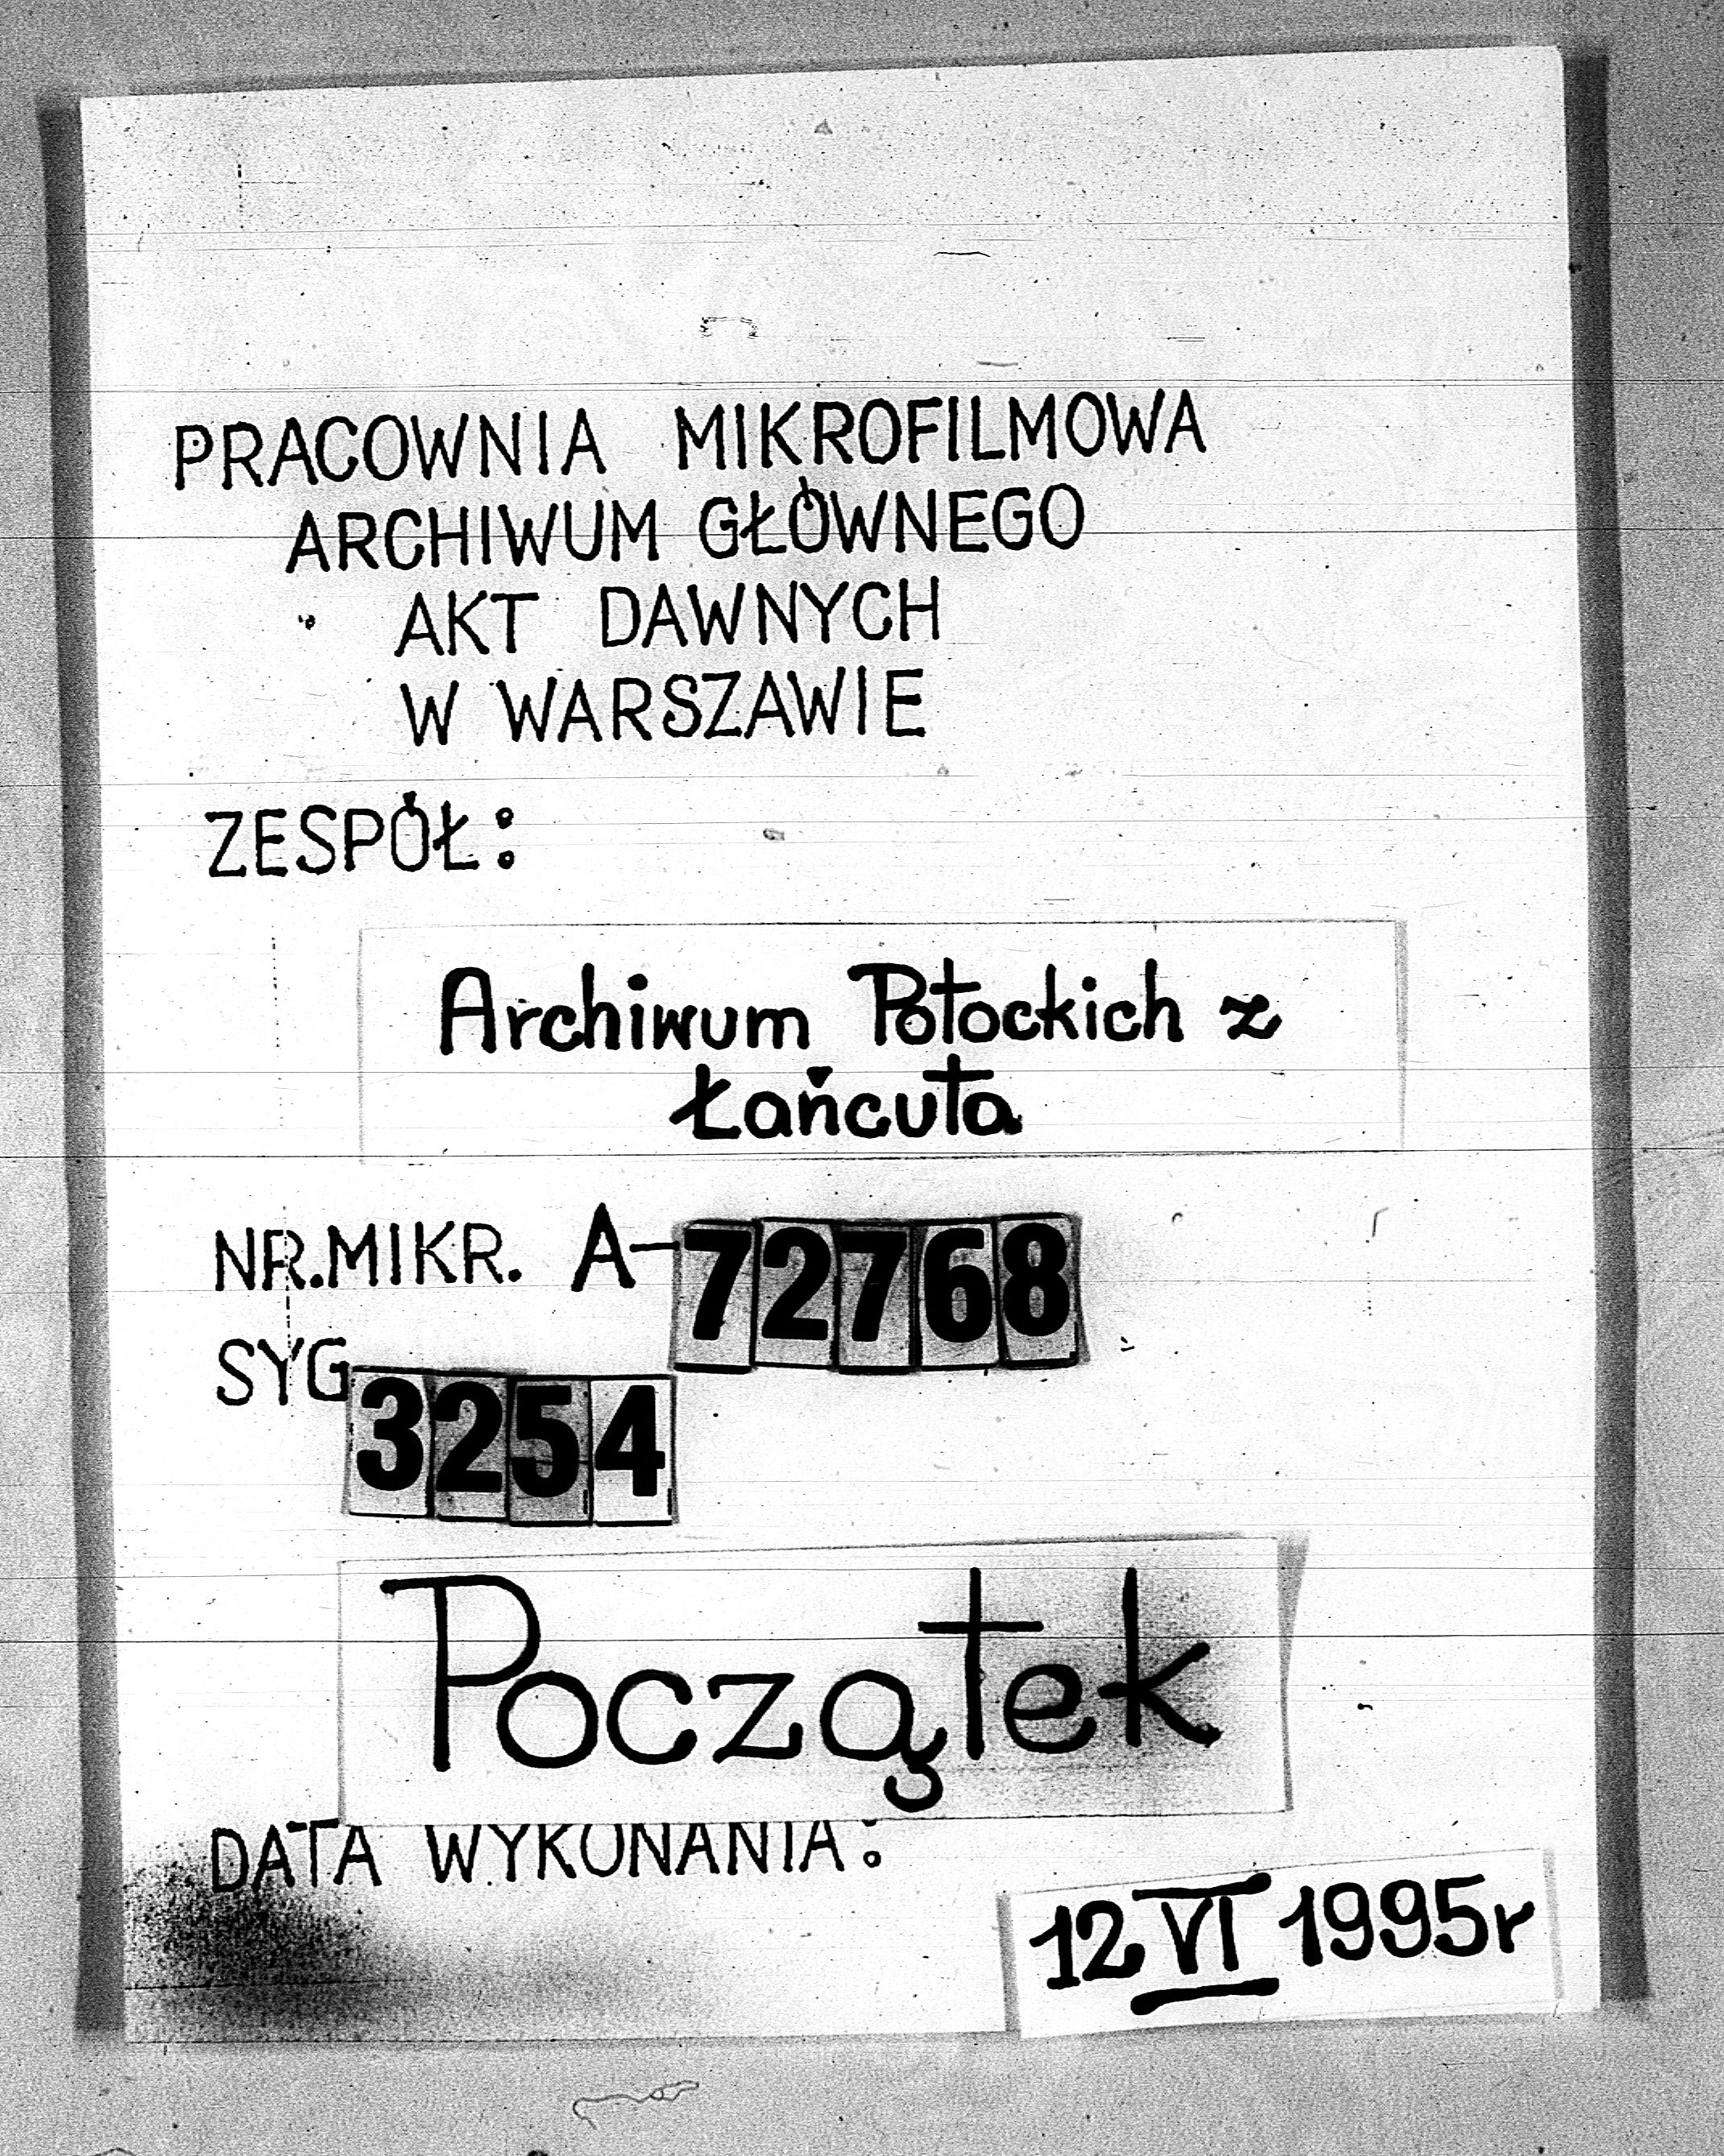 PRACOWNIA MIKROFILMOWA
ARCHIWUM GŁÓWNEGO
AKT DAWNYCH
W WARSZAWIE
ZESPÓŁ:
Archiwum Potockich z
Łańcuta
NR.MIKR. A-72768
SYG 3254
Początek
DATA WYKONANIA:
12 VI 1995r